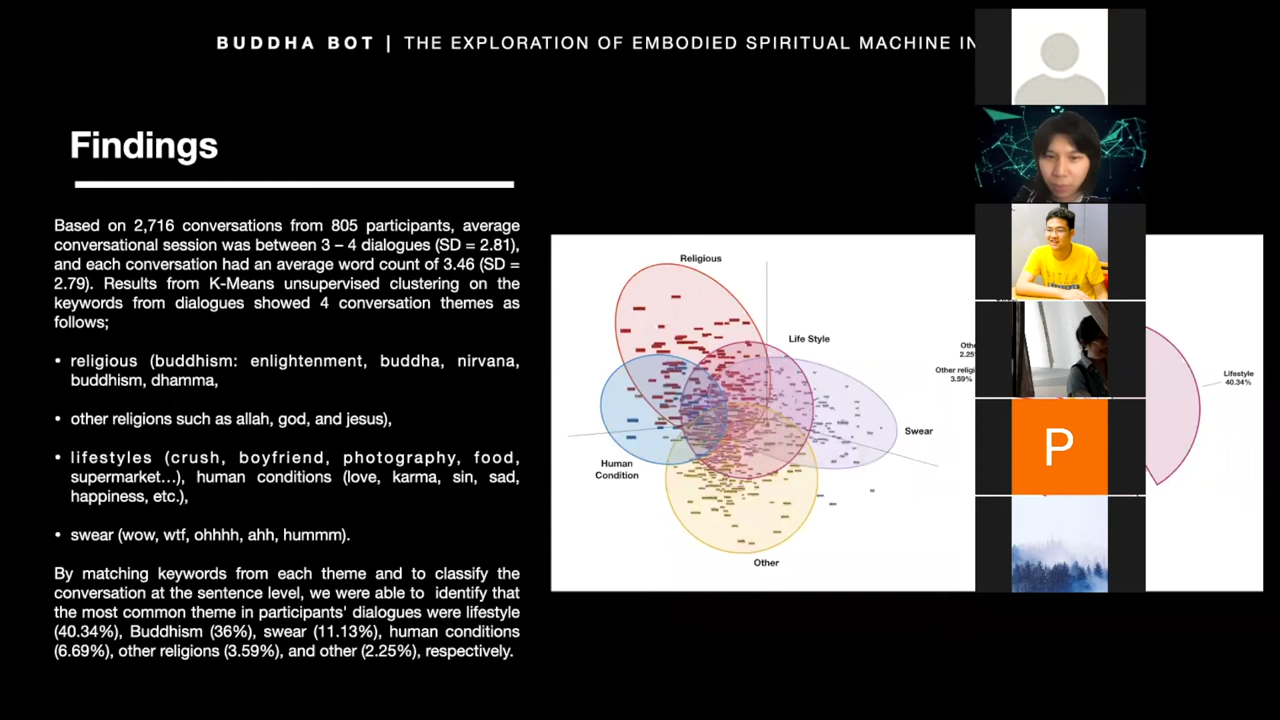 BUDDHA BOT | THE EXPLORATION OF EMBODIED SPIRITUAL MACHINE IN
Findings
Based on 2,716 conversations from 805 participants, average
conversational session was between 3 – 4 dialogues (SD = 2.81),
and each conversation had an average word count of 3.46 (SD =
2.79). Results from K-Means unsupervised clustering on the
keywords from dialogues showed 4 conversation themes as
follows;
• religious (buddhism: enlightenment, buddha, nirvana,
buddhism, dhamma,
• other religions such as allah, god, and jesus),
• lifestyles (crush, boyfriend, photography, food,
supermarket...), human conditions (love, karma, sin, sad,
happiness, etc.),
• swear (wow, wtf, ohhhh, ahh, hummm).
By matching keywords from each theme and to classify the
conversation at the sentence level, we were able to identify that
the most common theme in participants' dialogues were lifestyle
(40.34%), Buddhism (36%), swear (11.13%), human conditions
(6.69%), other religions (3.59%), and other (2.25%), respectively.
Religious
Life Style
Swear
Human
Condition
Other
Other religi
3.59%
Lifestyle
40.34%
P